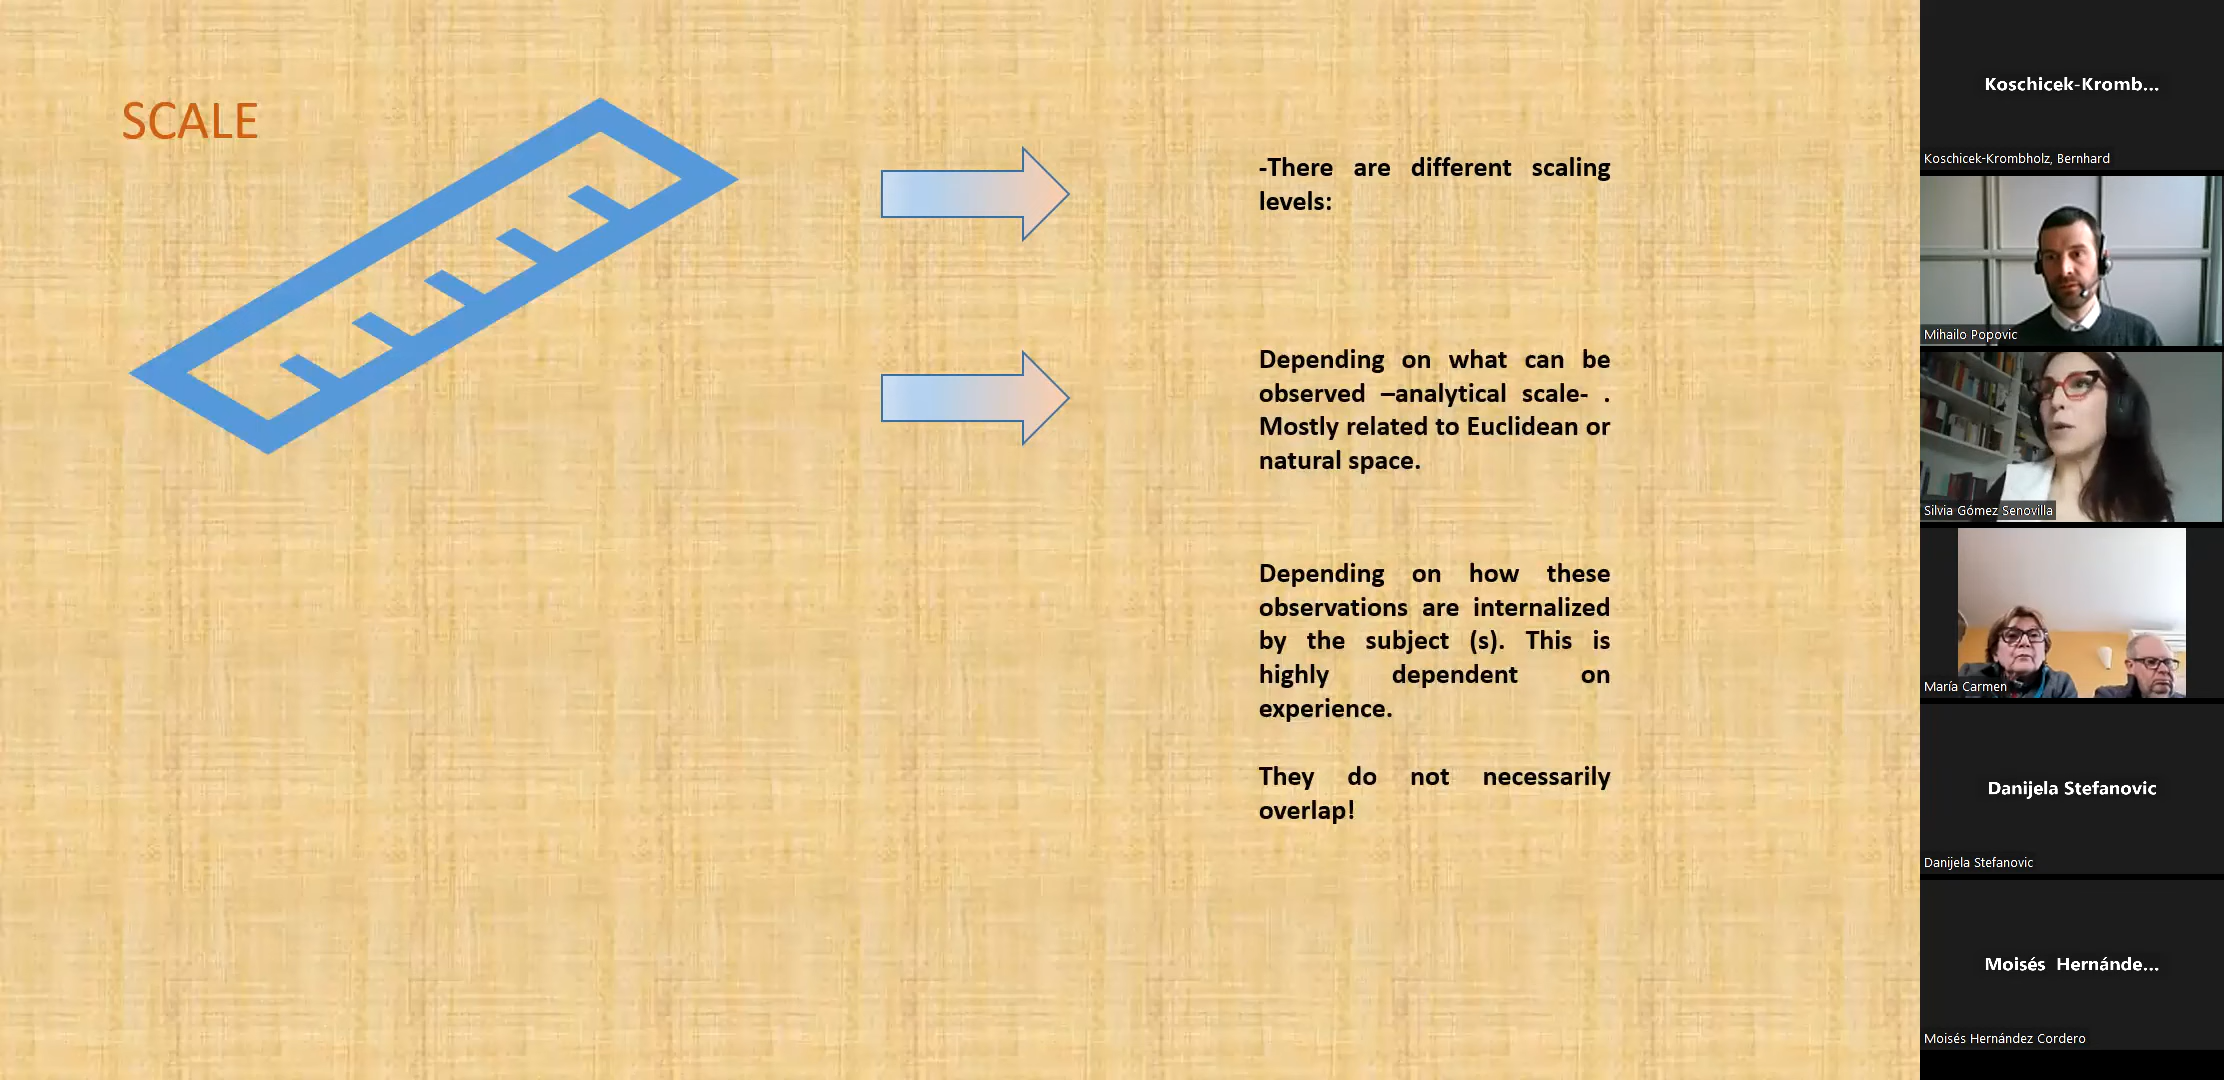 SCALE
-There are different scaling
levels:
Depending on what can be
observed –analytical scale- .
Mostly related to Euclidean or
natural space.
Depending on how these
observations are internalized
by the subject (s). This is
highly dependent on
experience.
They do not necessarily
overlap!
Koschicek-Kromb...
Koschicek-Krombholz, Bernhard
Mihailo Popovic
Silvia Gómez Senovilla
María Carmen
Danijela Stefanovic
Danijela Stefanovic
Moisés  Hernánde...
Moisés Hernández Cordero